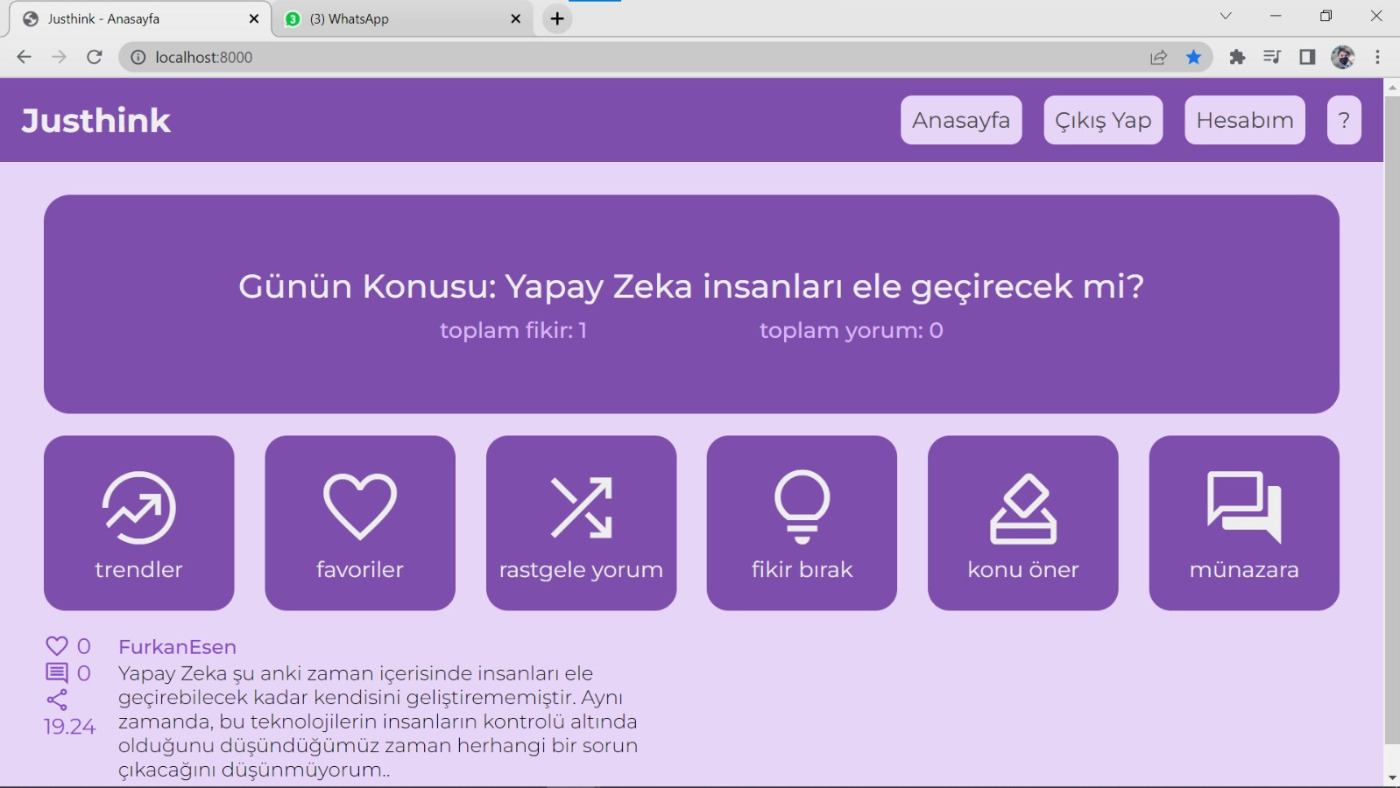 Justhink - Anasayfa
3
(3) WhatsApp
localhost:8000
Justhink
Anasayfa
Çıkış Yap
Hesabım
?
Günün Konusu: Yapay Zeka insanları ele geçirecek mi?
toplam fikir: 1
toplam yorum: 0
trendler
favoriler
rastgele yorum
fikir bırak
konu öner
münazara
0
0
19.24
FurkanEsen
Yapay Zeka şu anki zaman içerisinde insanları ele
geçirebilecek kadar kendisini geliştirememiştir. Aynı
zamanda, bu teknolojilerin insanların kontrolü altında
olduğunu düşündüğümüz zaman herhangi bir sorun
çıkacağını düşünmüyorum..